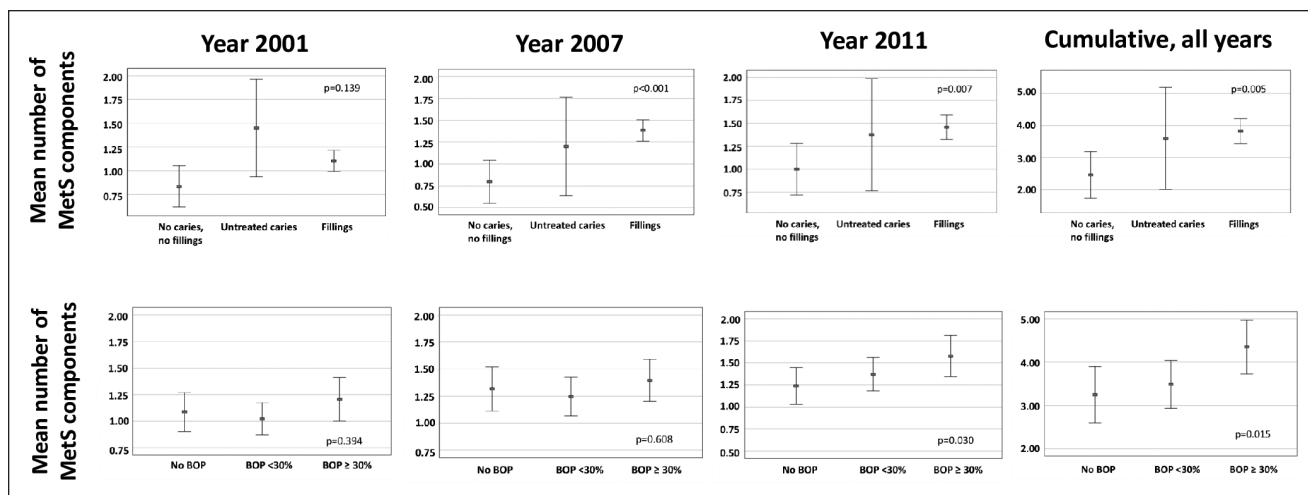 Year 2001
Year 2007
Year 2011
Cumulative, all years
Mean number of
MetS components
2.00
1.75
1.50
1.25
1.00
0.75
p=0.139
No caries,
no fillings
Untreated caries
Fillings
2.00
1.75
1.50
1.25
1.00
0.75
0.50
p<0.001
No caries
no fillings
Untreated caries
Fillings
2.00
1.75
1.50
1.25
1.00
0.75
p=0.007
No caries,
no fillings
Untreated caries
Fillings
5.00
4.00
3.00
2.00
p=0.005
No caries,
no fillings
Untreated caries
Fillings
Mean number of
MetS components
2.00
1.75
1.50
1.25
1.00
0.75
p=0.394
No BOP
BOP <30%
BOP ≥ 30%
2.00
1.75
1.50
1.25
1.00
0.75
p=0.608
No BOP
BOP <30%
BOP ≥ 30%
2.00
1.75
1.50
1.25
1.00
0.75
0.50
p=0.030
No BOP
BOP <30%
BOP ≥ 30%
5.00
4.00
3.00
2.00
p=0.015
No BOP
BOP <30%
BOP ≥ 30%